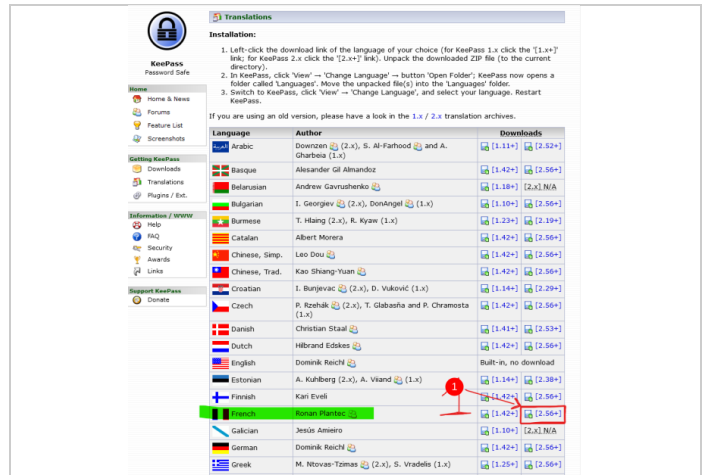 Translations
Installation:
1. Left-click the download link of the language of your choice (for KeePass 1.x click the '[1.x+]'
link; for KeePass 2.x click the '[2.x+]' link). Unpack the downloaded ZIP file (to the current
directory).
2. In KeePass, click 'View' → 'Change Language' → button 'Open Folder'; KeePass now opens a
folder called 'Languages'. Move the unpacked file(s) into the 'Languages' folder.
3. Switch to KeePass, click 'View' → 'Change Language', and select your language. Restart
KeePass.
If you are using an old version, please have a look in the 1.x / 2.x translation archives.
KeePass
Password Safe
Home
Home & News
Forums
Feature List
Screenshots
Getting KeePass
Downloads
Translations
Plugins / Ext.
Information / WWW
Help
FAQ
Security
Awards
Links
Support KeePass
Donate
Language Author Downloads
Arabic Downzen (2.x), S. Al-Farhood and A. [1.11+] [2.52+]
Gharbeia (1.x)
Basque Alesander Gil Almandoz [1.42+] [2.56+]
Belarusian Andrew Gavrushenko [1.18+] [2.x] N/A
Bulgarian I. Georgiev (2.x), DonAngel (1.x) [1.10+] [2.56+]
Burmese T. Hlaing (2.x), R. Kyaw (1.x) [1.23+] [2.19+]
Catalan Albert Morera [1.42+] [2.56+]
Chinese, Simp. Leo Dou [1.42+] [2.56+]
Chinese, Trad. Kao Shiang-Yuan [1.42+] [2.56+]
Croatian I. Bunjevac (2.x), D. Vuković (1.x) [1.14+] [2.29+]
Czech P. Rzehák (2.x), T. Glabasňa and P. Chramosta [1.42+] [2.56+]
(1.x)
Danish Christian Staal [1.41+] [2.53+]
Dutch Hilbrand Edskes [1.42+] [2.56+]
English Dominik Reichl Built-in, no download
Estonian A. Kuhlberg (2.x), A. Viiand (1.x) [1.14+] [2.38+]
1
Finnish Kari Eveli [1.42+] [2.56+]
French Ronan Plantec [1.42+] [2.56+]
Galician Jesús Amieiro [1.10+] [2.x] N/A
German Dominik Reichl [1.42+] [2.56+]
Greek M. Ntovas-Tzimas (2.x), S. Vradelis (1.x) [1.25+] [2.56+]